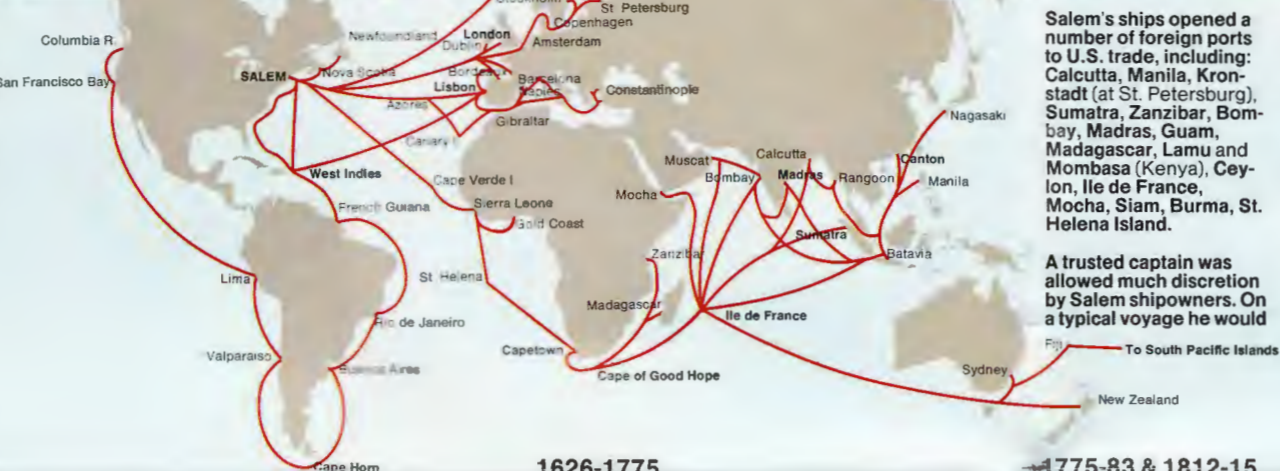 St Petersburg
Copenhagen
Columbia R.
Newfoundland
London
Dublin
Amsterdam
San Francisco Bay
SALEM
Nova Scotia
Bordeaux
Barcelona
Naples
Lisbon
Constantinople
Azores
Gibraltar
Canary I
Nagasaki
Muscat
Calcutta
Canton
West Indies
Cape Verde I
Bombay
Madras
Rangoon
Manila
Mocha
French Guiana
Sierra Leone
Gold Coast
Sumatra
Zanzibar
Batavia
Lima
St Helena
Madagascar
Ile de France
Rio de Janeiro
Valparaiso
Capetown
Fiji
To South Pacific Islands
Buenos Aires
Cape of Good Hope
Sydney
New Zealand
Cape Horn
Salem's ships opened a
number of foreign ports
to U.S. trade, including:
Calcutta, Manila, Kron-
stadt (at St. Petersburg),
Sumatra, Zanzibar, Bom-
bay, Madras, Guam,
Madagascar, Lamu and
Mombasa (Kenya), Cey-
lon, Ile de France,
Mocha, Siam, Burma, St.
Helena Island.
A trusted captain was
allowed much discretion
by Salem shipowners. On
a typical voyage he would
1626-1775
1775-83 & 1812-15